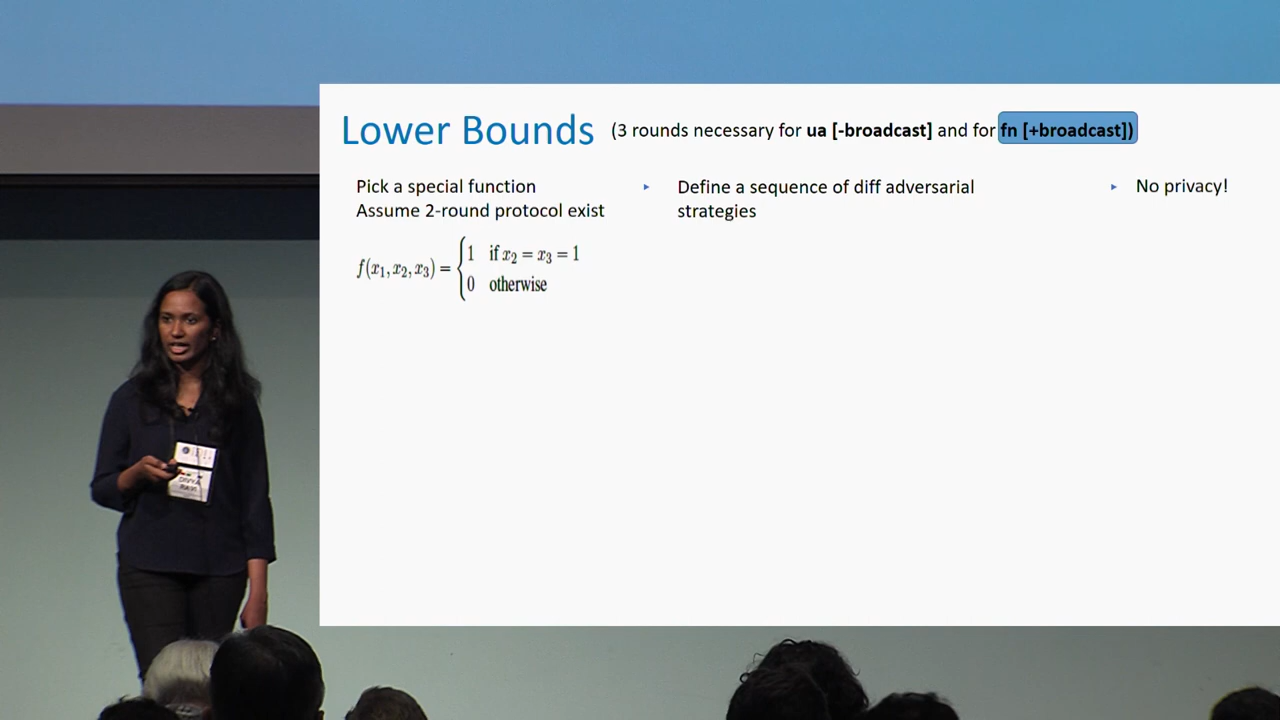 Lower Bounds (3 rounds necessary for ua [-broadcast] and for fn [+broadcast])
Pick a special function
Assume 2-round protocol exist
f(x₁, x₂, x₃) = { 1 if x₂ = x₃ = 1
0 otherwise
▸ Define a sequence of diff adversarial
strategies
▸ No privacy!
DIVYA
RAVI